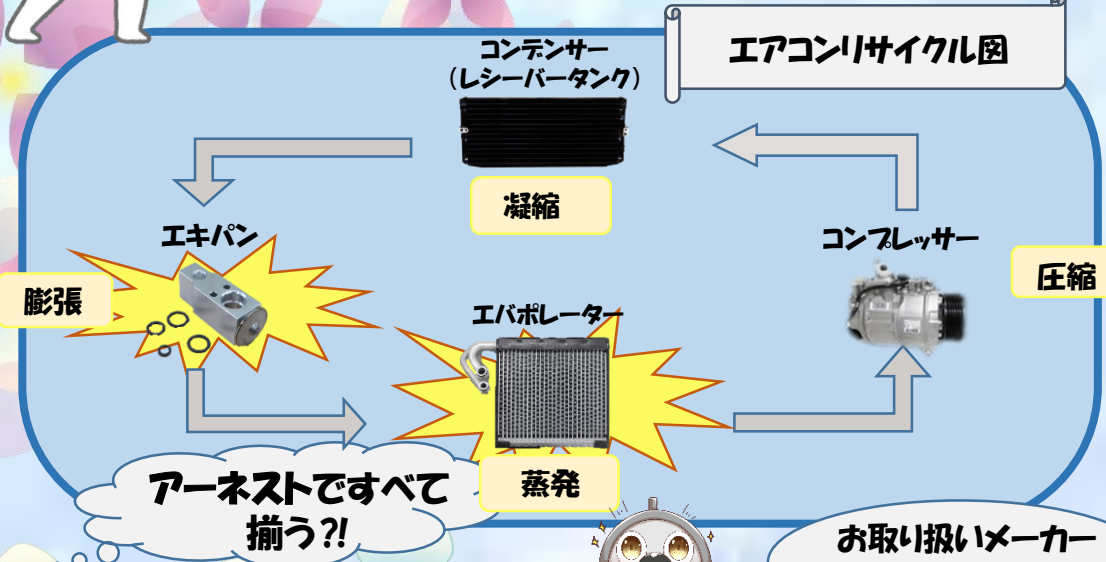 エアコンリサイクル図
コンデンサー
（レシーバータンク）
凝縮
エキパン
膨張
コンプレッサー
圧縮
エバポレーター
蒸発
アーネストですべて
揃う⁈
お取り扱いメーカー